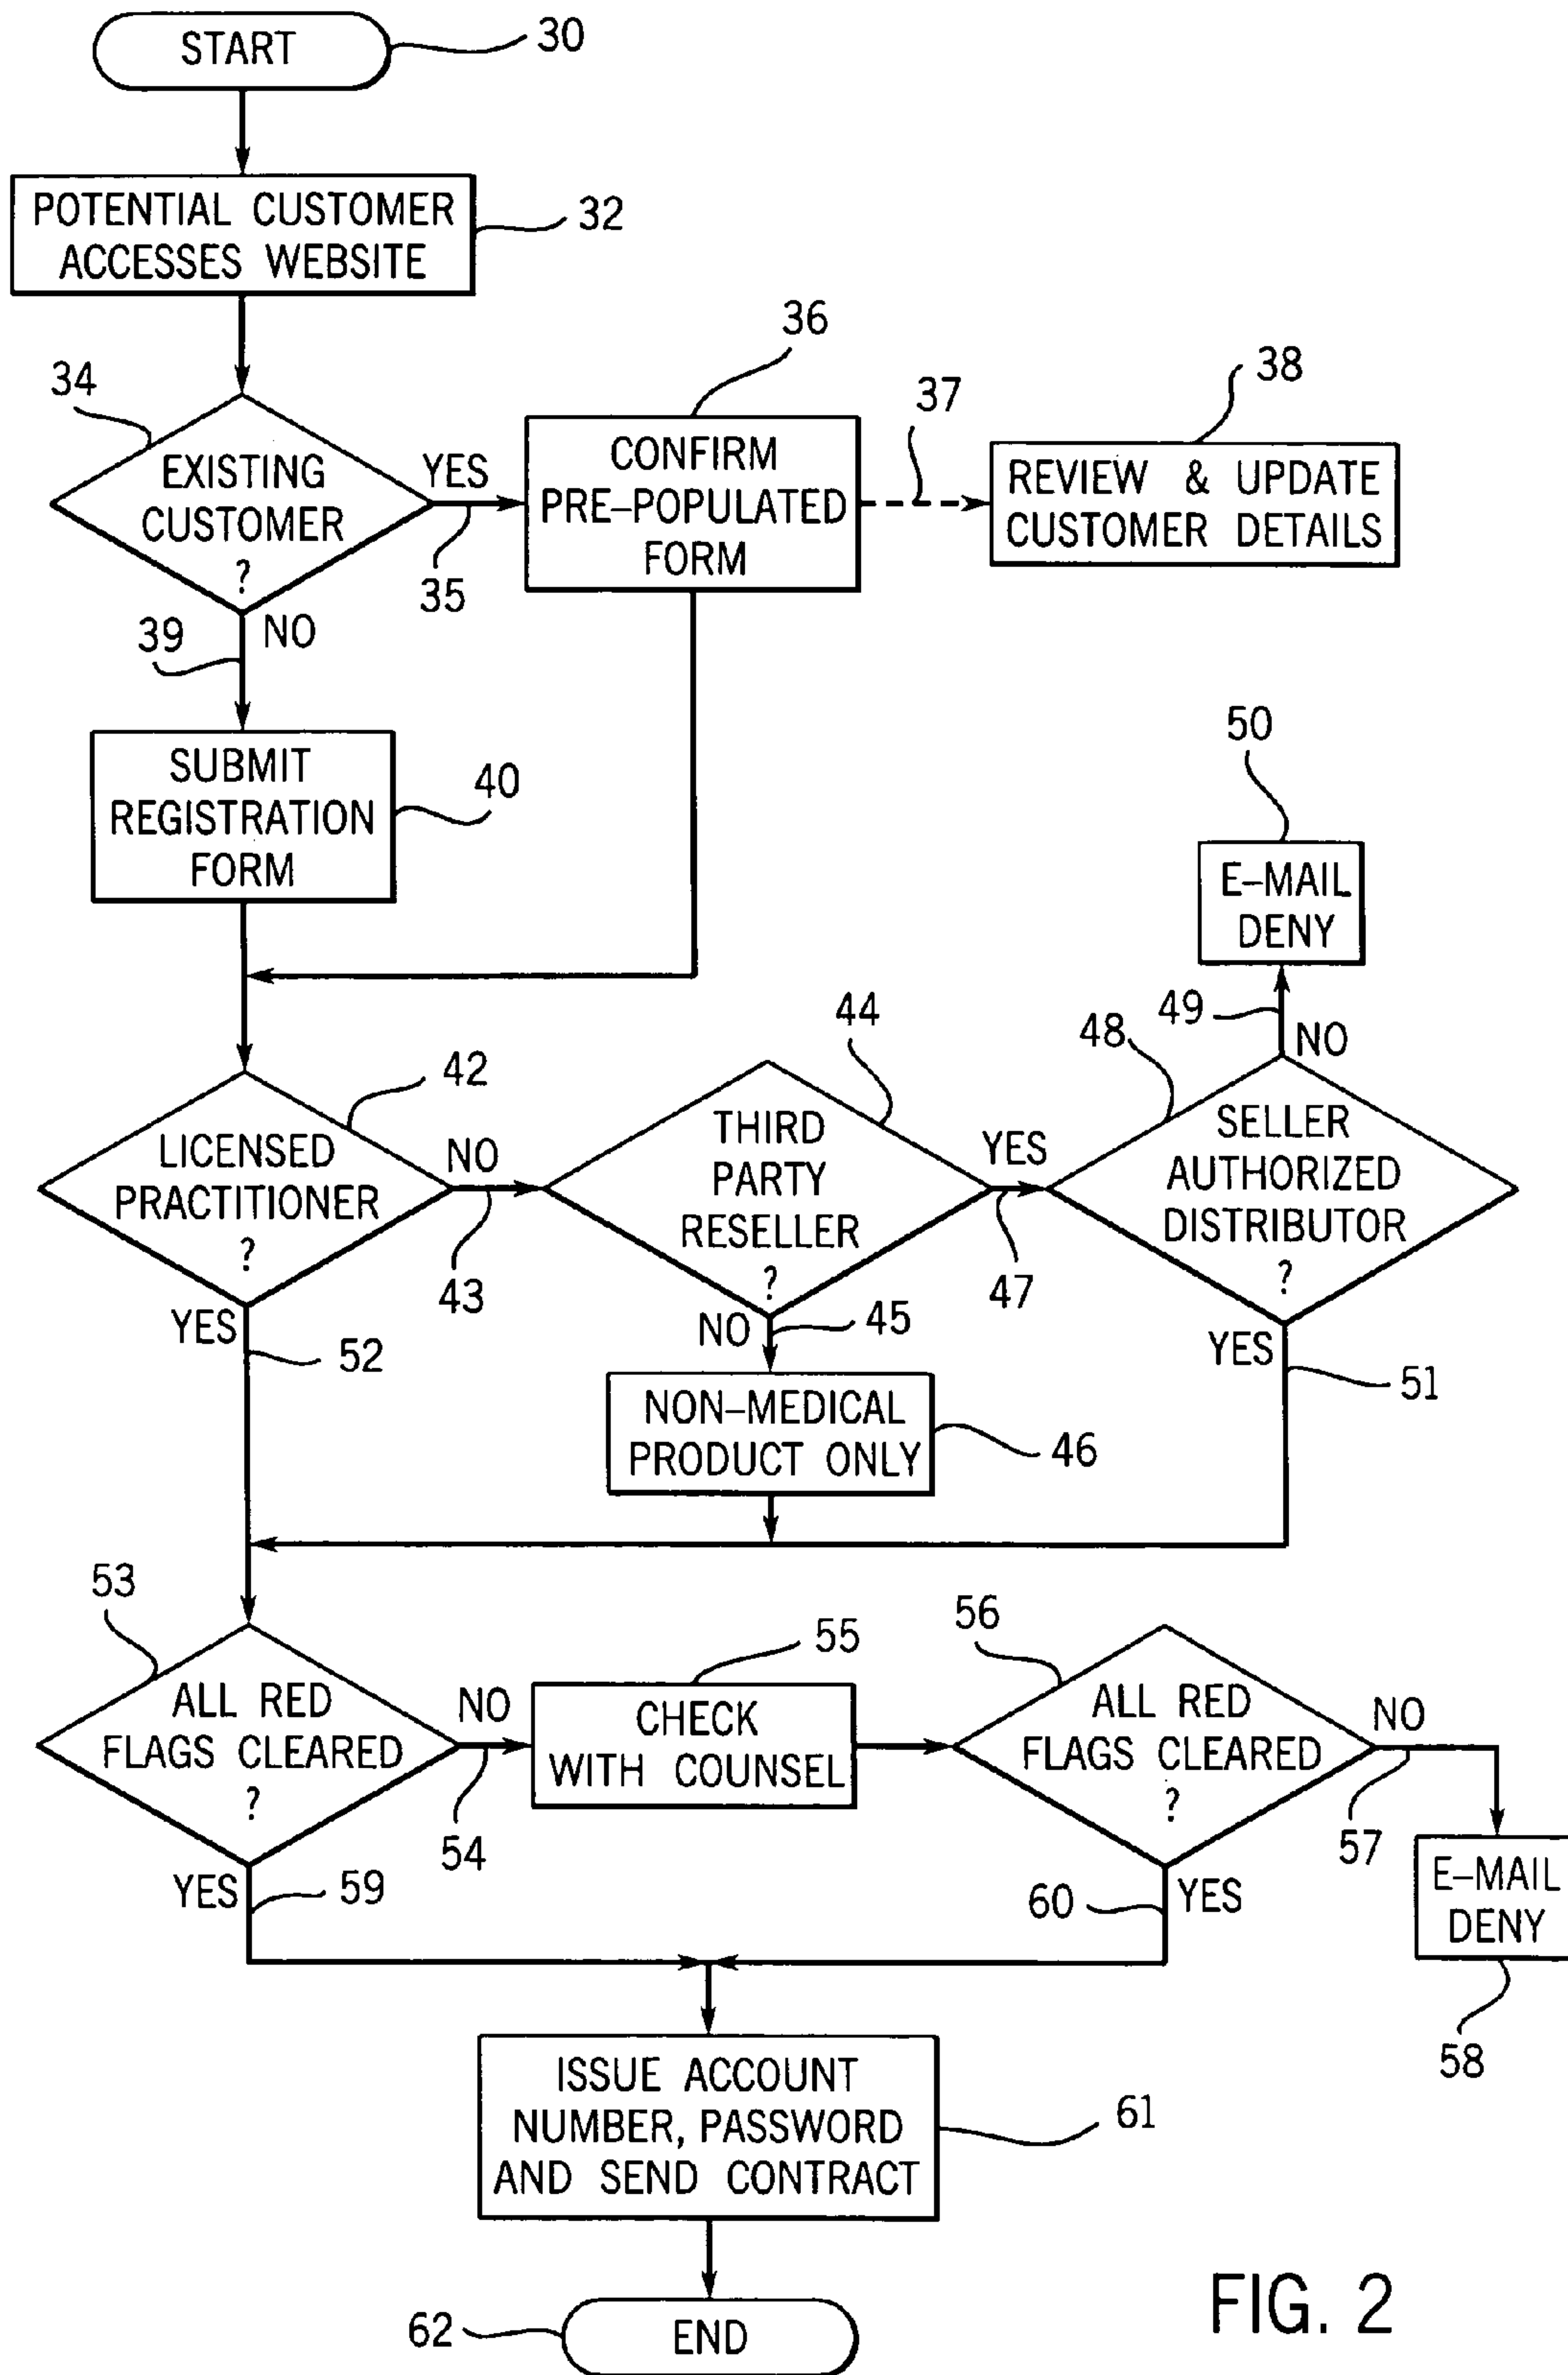 START
30
POTENTIAL CUSTOMER
ACCESSES WEBSITE
32
34
EXISTING
CUSTOMER
?
YES
35
36
CONFIRM
PRE-POPULATED
FORM
37
38
REVIEW & UPDATE
CUSTOMER DETAILS
39
NO
SUBMIT
REGISTRATION
FORM
40
50
E-MAIL
DENY
49
NO
42
LICENSED
PRACTITIONER
?
NO
43
44
THIRD
PARTY
RESELLER
?
YES
47
48
SELLER
AUTHORIZED
DISTRIBUTOR
?
YES
52
NO
45
YES
51
NON-MEDICAL
PRODUCT ONLY
46
53
ALL RED
FLAGS CLEARED
?
NO
54
55
CHECK
WITH COUNSEL
56
ALL RED
FLAGS CLEARED
?
NO
57
E-MAIL
DENY
58
YES
59
60
YES
ISSUE ACCOUNT
NUMBER, PASSWORD
AND SEND CONTRACT
61
62
END
FIG. 2